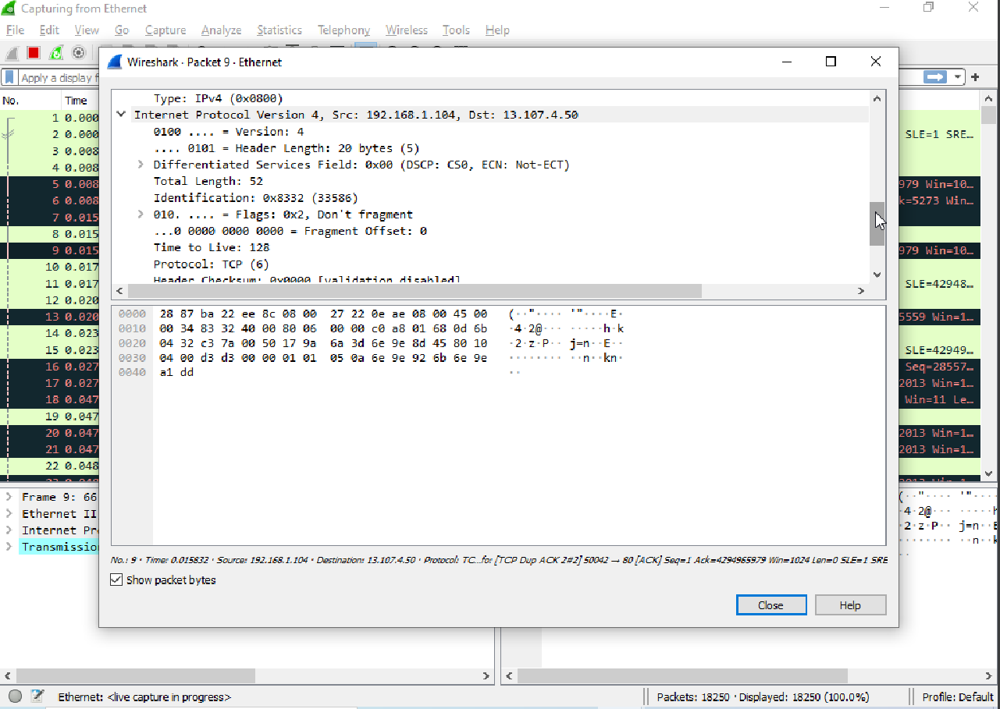 Capturing from Ethernet
File Edit View Go Capture Analyze Statistics Telephony Wireless Tools Help
Wireshark · Packet 9 · Ethernet
Apply a display f
No. Time
1 0.000
2 0.000 SLE=1 SRE…
3 0.008
4 0.008
5 0.008 979 Win=10…
6 0.008 k=5273 Win…
7 0.015
8 0.015
9 0.015 979 Win=10…
10 0.017
11 0.017 SLE=42948…
12 0.020
13 0.020 5559 Win=1…
14 0.023
15 0.023 SLE=42949…
16 0.027 Seq=28557…
17 0.027 2013 Win=1…
18 0.047 Win=11 Le…
19 0.047
20 0.047 2013 Win=1…
21 0.047 2013 Win=1…
22 0.048
Type: IPv4 (0x0800)
Internet Protocol Version 4, Src: 192.168.1.104, Dst: 13.107.4.50
0100 .... = Version: 4
.... 0101 = Header Length: 20 bytes (5)
Differentiated Services Field: 0x00 (DSCP: CS0, ECN: Not-ECT)
Total Length: 52
Identification: 0x8332 (33586)
010. .... = Flags: 0x2, Don't fragment
...0 0000 0000 0000 = Fragment Offset: 0
Time to Live: 128
Protocol: TCP (6)
Header Checksum: 0x0000 [validation disabled]
0000 28 87 ba 22 ee 8c 08 00 27 22 0e ae 08 00 45 00 (··"···· '"····E·
0010 00 34 83 32 40 00 80 06 00 00 c0 a8 01 68 0d 6b ·4·2@··· ·····h·k
0020 04 32 c3 7a 00 50 17 9a 6a 3d 6e 9e 8d 45 80 10 ·2·z·P·· j=n··E··
0030 04 00 d3 d3 00 00 01 01 05 0a 6e 9e 92 6b 6e 9e ········ ··n··kn·
0040 a1 dd ··
No.: 9 · Time: 0.015832 · Source: 192.168.1.104 · Destination: 13.107.4.50 · Protocol: TC…fo: [TCP Dup ACK 2#2] 50042 → 80 [ACK] Seq=1 Ack=4294965979 Win=1024 Len=0 SLE=1 SRE
Show packet bytes
Close Help
Frame 9: 66
Ethernet II
Internet Pr
Transmissio
(··"···· '"····
·4·2@··· ·····h
·2·z·P·· j=n··E
········ ··n··k
··
Ethernet: <live capture in progress>
Packets: 18250 · Displayed: 18250 (100.0%)
Profile: Default